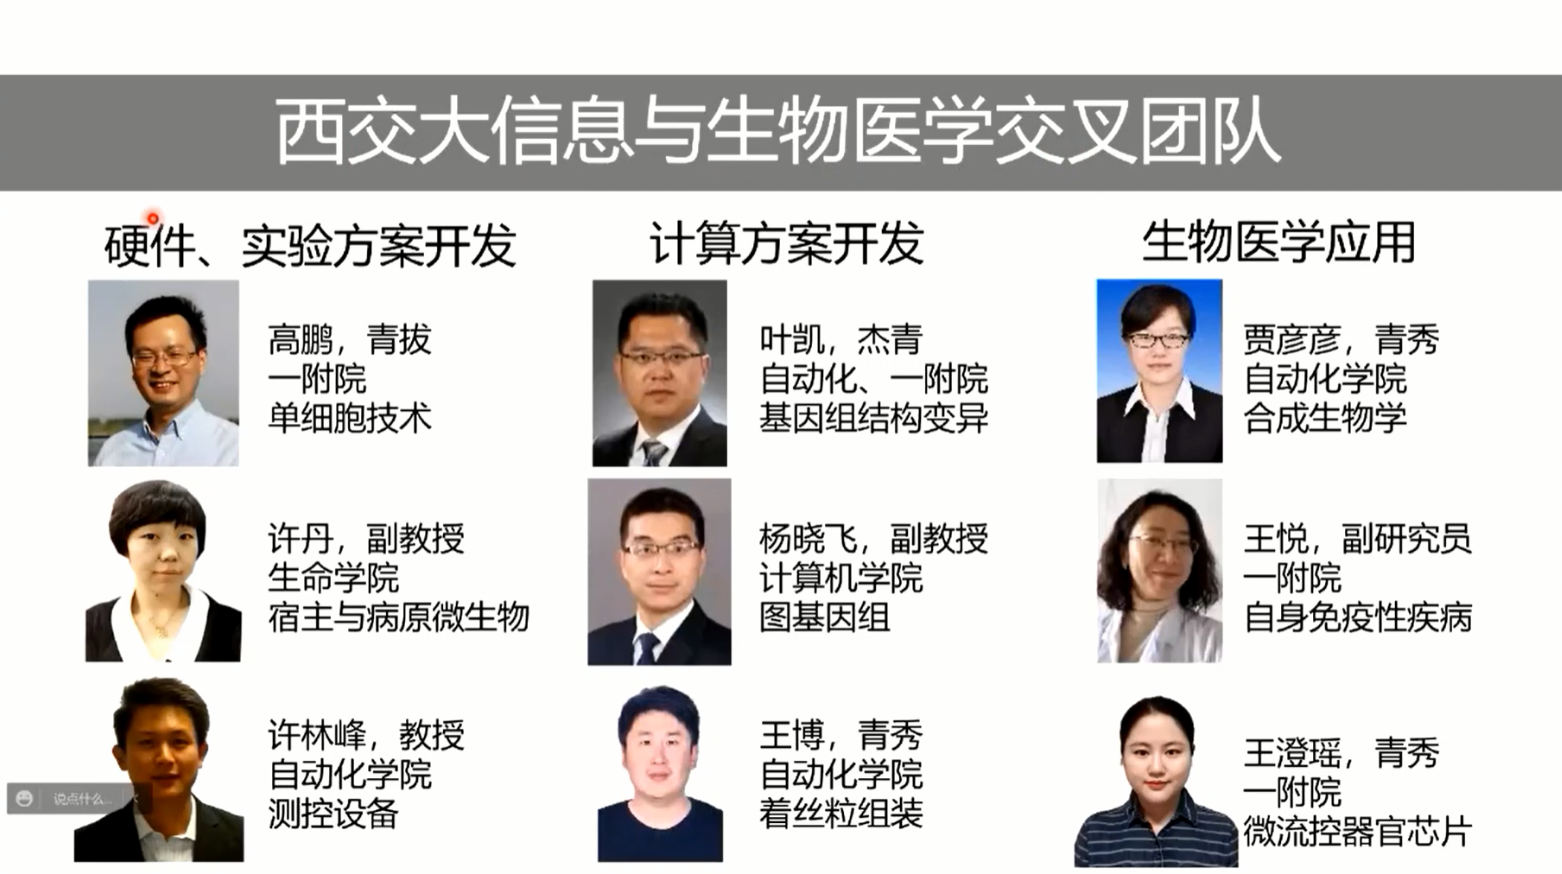 西交大信息与生物医学交叉团队
硬件、实验方案开发
高鹏，青拔
一附院
单细胞技术
许丹，副教授
生命学院
宿主与病原微生物
许林峰，教授
自动化学院
测控设备
计算方案开发
叶凯，杰青
自动化、一附院
基因组结构变异
杨晓飞，副教授
计算机学院
图基因组
王博，青秀
自动化学院
着丝粒组装
生物医学应用
贾彦彦，青秀
自动化学院
合成生物学
王悦，副研究员
一附院
自身免疫性疾病
王澄瑶，青秀
一附院
微流控器官芯片
说点什么...